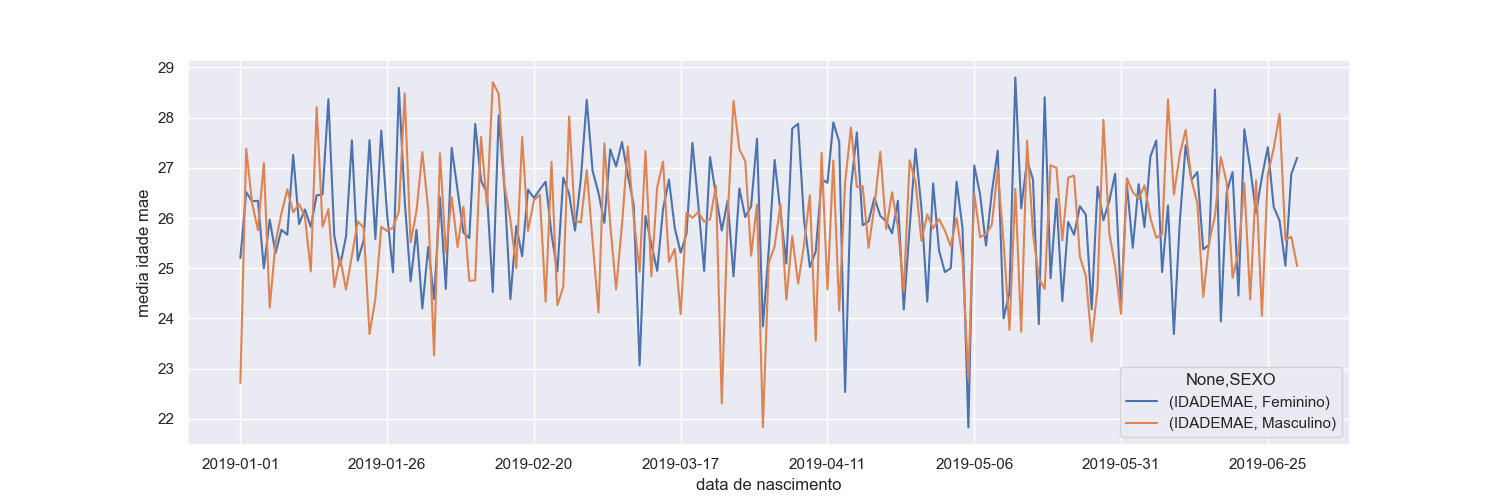 29
28
27
26
25
24
23
22
media idade mae
None,SEXO
(IDADEMAE, Feminino)
(IDADEMAE, Masculino)
2019-01-01 2019-01-26 2019-02-20 2019-03-17 2019-04-11 2019-05-06 2019-05-31 2019-06-25
data de nascimento